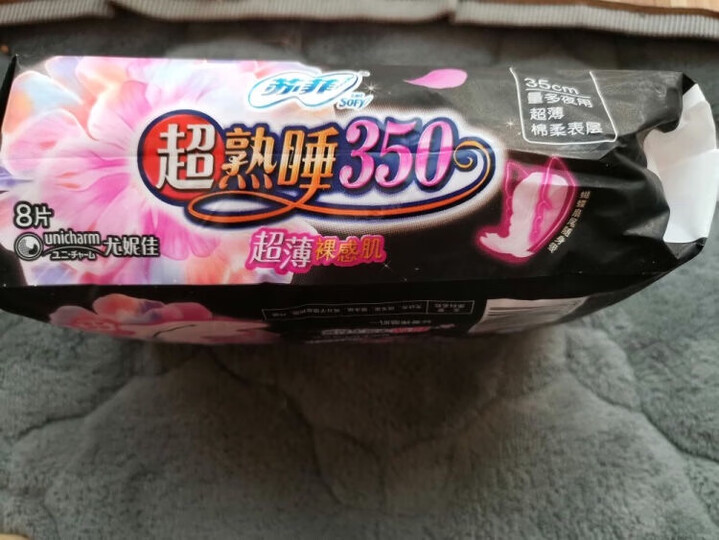 苏菲
Sofy
超熟睡350
超薄裸感肌
8片
unicharm
ユニ・チャーム
尤妮佳
35cm
量多夜用
超薄
棉柔表层